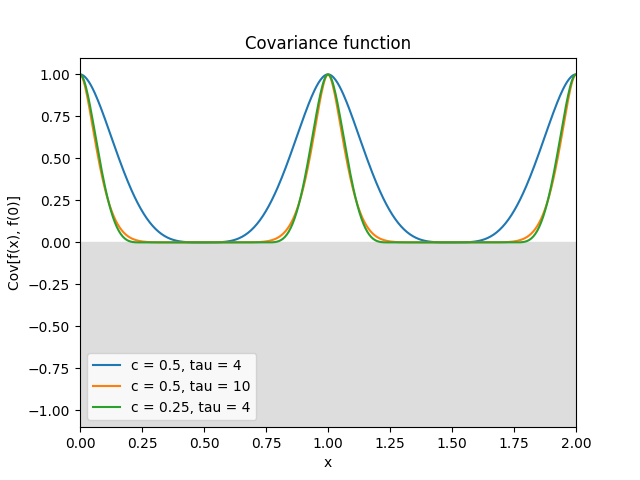 Covariance function
Cov[f(x), f(0)]
1.00
0.75
0.50
0.25
0.00
−0.25
−0.50
−0.75
−1.00
c = 0.5, tau = 4
c = 0.5, tau = 10
c = 0.25, tau = 4
0.00 0.25 0.50 0.75 1.00 1.25 1.50 1.75 2.00
x